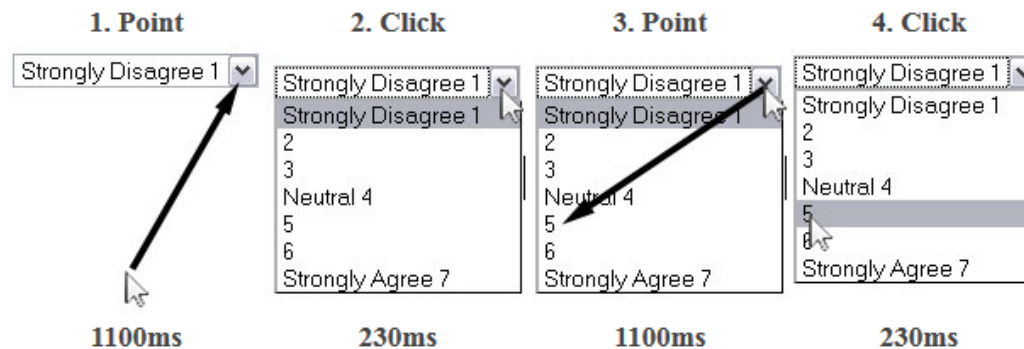 1. Point
2. Click
3. Point
4. Click
Strongly Disagree 1
Strongly Disagree 1
Strongly Disagree 1
2
3
Neutral 4
5
6
Strongly Agree 7
Strongly Disagree 1
Strongly Disagree 1
2
3
Neutral 4
5
6
Strongly Agree 7
Strongly Disagree 1
Strongly Disagree 1
2
3
Neutral 4
5
6
Strongly Agree 7
1100ms
230ms
1100ms
230ms